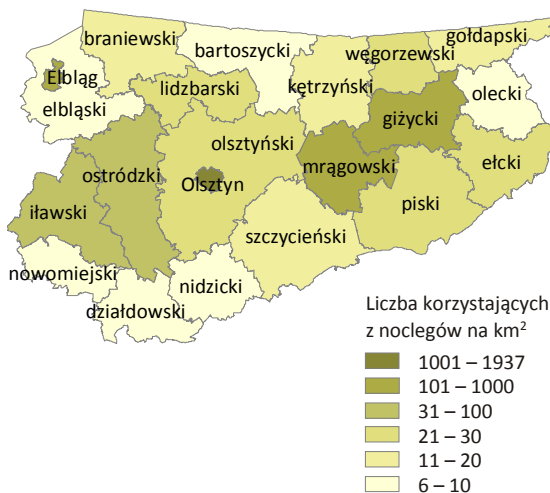 gołdapski
braniewski
węgorzewski
bartoszycki
Elbląg
kętrzyński
lidzbarski
olecki
elbląski
giżycki
olsztyński
mrągowski
ełcki
ostródzki
Olsztyn
piski
iławski
szczycieński
nowomiejski
nidzicki
działdowski
Liczba korzystających
z noclegów na km²
1001 – 1937
101 – 1000
31 – 100
21 – 30
11 – 20
6 – 10